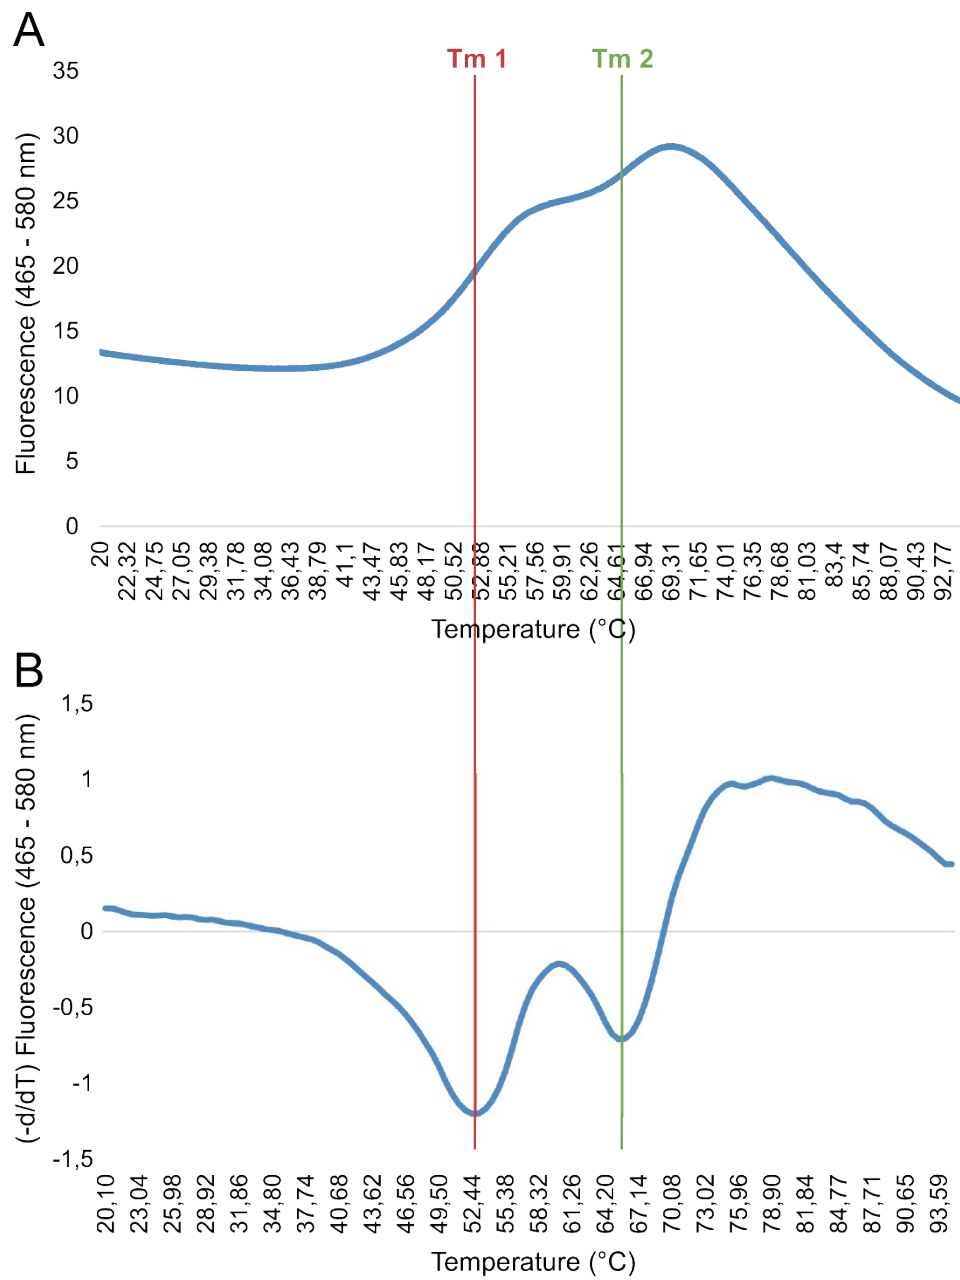 A
Tm 1 Tm 2
35
30
25
20
15
10
5
0
Fluorescence (465 - 580 nm)
20 22,32 24,75 27,05 29,38 31,78 34,08 36,43 38,79 41,1 43,47 45,83 48,17 50,52 52,88 55,21 57,56 59,91 62,26 64,61 66,94 69,31 71,65 74,01 76,35 78,68 81,03 83,4 85,74 88,07 90,43 92,77
Temperature (°C)
B
1,5
1
0,5
0
-0,5
-1
-1,5
(-d/dT) Fluorescence (465 - 580 nm)
20,10 23,04 25,98 28,92 31,86 34,80 37,74 40,68 43,62 46,56 49,50 52,44 55,38 58,32 61,26 64,20 67,14 70,08 73,02 75,96 78,90 81,84 84,77 87,71 90,65 93,59
Temperature (°C)